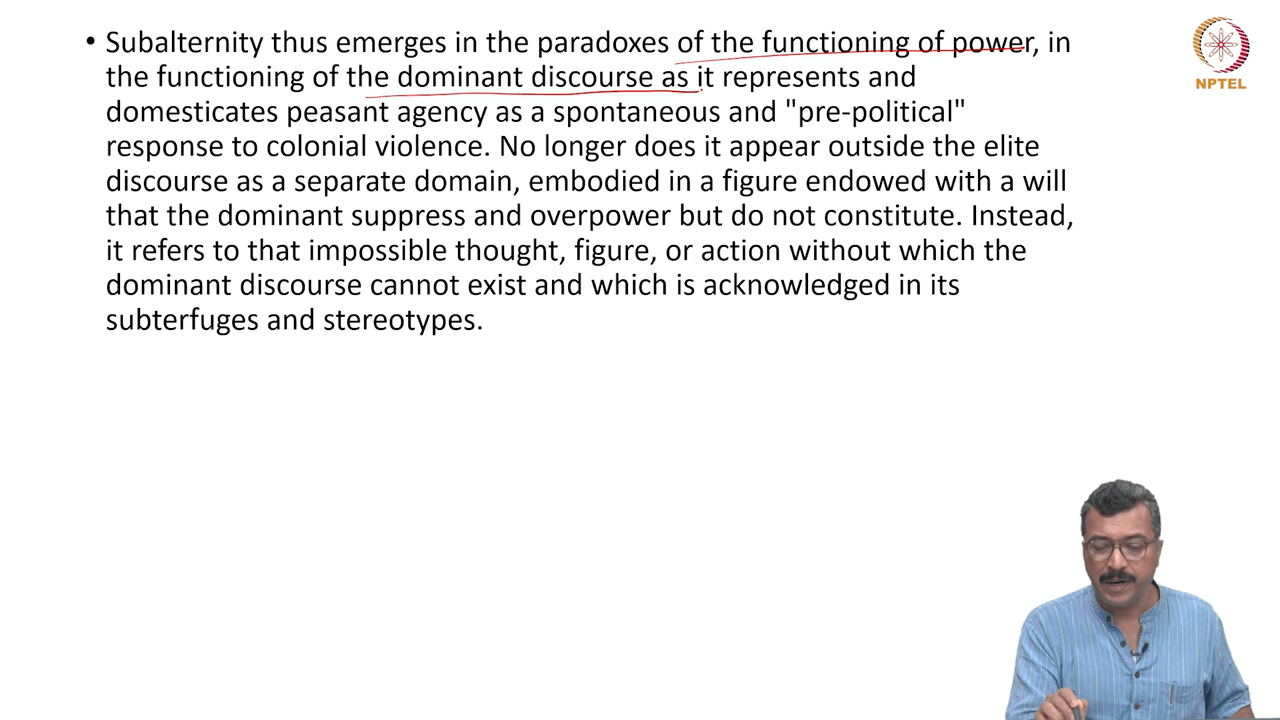 • Subalternity thus emerges in the paradoxes of the functioning of power, in
the functioning of the dominant discourse as it represents and
domesticates peasant agency as a spontaneous and "pre-political"
response to colonial violence. No longer does it appear outside the elite
discourse as a separate domain, embodied in a figure endowed with a will
that the dominant suppress and overpower but do not constitute. Instead,
it refers to that impossible thought, figure, or action without which the
dominant discourse cannot exist and which is acknowledged in its
subterfuges and stereotypes.
NPTEL